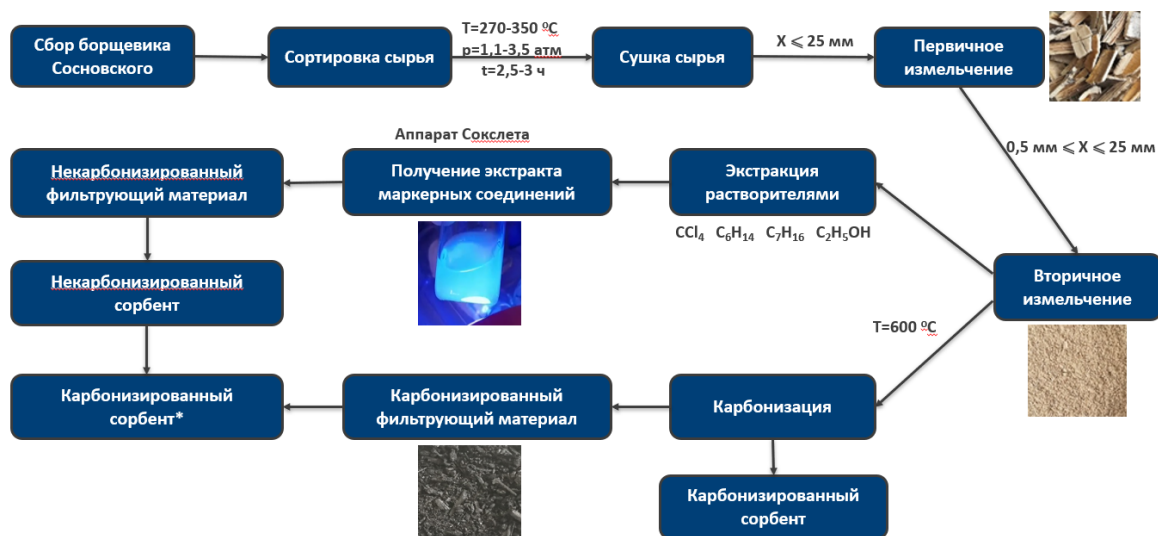 Сбор борщевика
Сосновского
Сортировка сырья
T=270-350 ⁰C
p=1,1-3,5 атм
t=2,5-3 ч
Сушка сырья
X ⩽ 25 мм
Первичное
измельчение
0,5 мм ⩽ X ⩽ 25 мм
Аппарат Сокслета
Некарбонизированный
фильтрующий материал
Получение экстракта
маркерных соединений
Экстракция
растворителями
CCl₄ C₆H₁₄ C₇H₁₆ C₂H₅OH
Некарбонизированный
сорбент
Вторичное
измельчение
T=600 ⁰C
Карбонизированный
сорбент*
Карбонизированный
фильтрующий материал
Карбонизация
Карбонизированный
сорбент